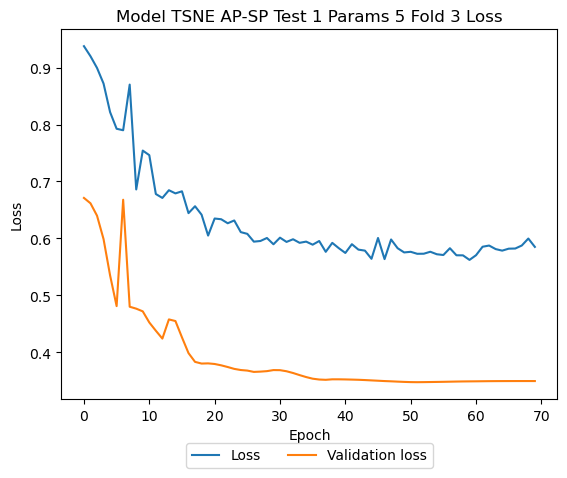 Model TSNE AP-SP Test 1 Params 5 Fold 3 Loss
0.9
0.8
0.7
0.6
0.5
0.4
Loss
0 10 20 30 40 50 60 70
Epoch
Loss Validation loss